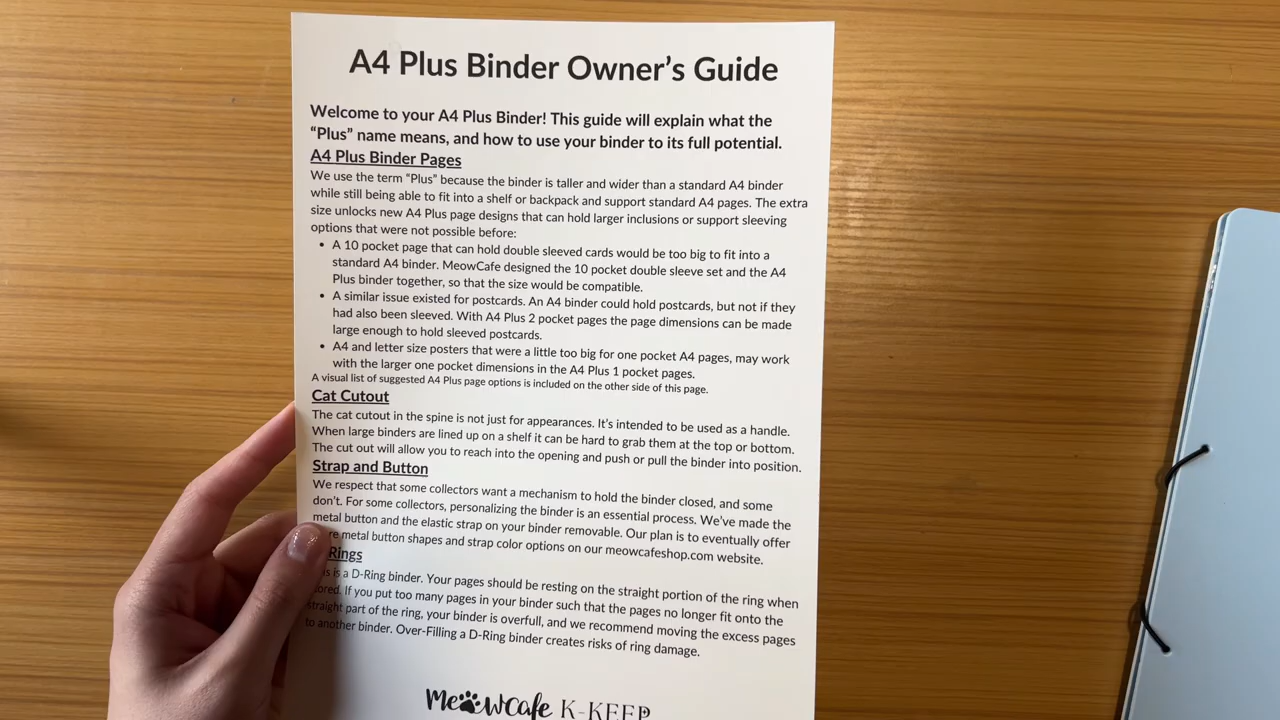 A4 Plus Binder Owner's Guide
Welcome to your A4 Plus Binder! This guide will explain what the
“Plus” name means, and how to use your binder to its full potential.
A4 Plus Binder Pages
We use the term “Plus” because the binder is taller and wider than a standard A4 binder
while still being able to fit into a shelf or backpack and support standard A4 pages. The extra
size unlocks new A4 Plus page designs that can hold larger inclusions or support sleeving
options that were not possible before:
• A 10 pocket page that can hold double sleeved cards would be too big to fit into a
standard A4 binder. MeowCafe designed the 10 pocket double sleeve set and the A4
Plus binder together, so that the size would be compatible.
• A similar issue existed for postcards. An A4 binder could hold postcards, but not if they
had also been sleeved. With A4 Plus 2 pocket pages the page dimensions can be made
large enough to hold sleeved postcards.
• A4 and letter size posters that were a little too big for one pocket A4 pages, may work
with the larger one pocket dimensions in the A4 Plus 1 pocket pages.
A visual list of suggested A4 Plus page options is included on the other side of this page.
Cat Cutout
The cat cutout in the spine is not just for appearances. It's intended to be used as a handle.
When large binders are lined up on a shelf it can be hard to grab them at the top or bottom.
The cut out will allow you to reach into the opening and push or pull the binder into position.
Strap and Button
We respect that some collectors want a mechanism to hold the binder closed, and some
don't. For some collectors, personalizing the binder is an essential process. We've made the
metal button and the elastic strap on your binder removable. Our plan is to eventually offer
metal button shapes and strap color options on our meowcafeshop.com website.
Rings
is a D-Ring binder. Your pages should be resting on the straight portion of the ring when
If you put too many pages in your binder such that the pages no longer fit onto the
straight part of the ring, your binder is overfull, and we recommend moving the excess pages
to another binder. Over-Filling a D-Ring binder creates risks of ring damage.
MeowCafe K-KEEP